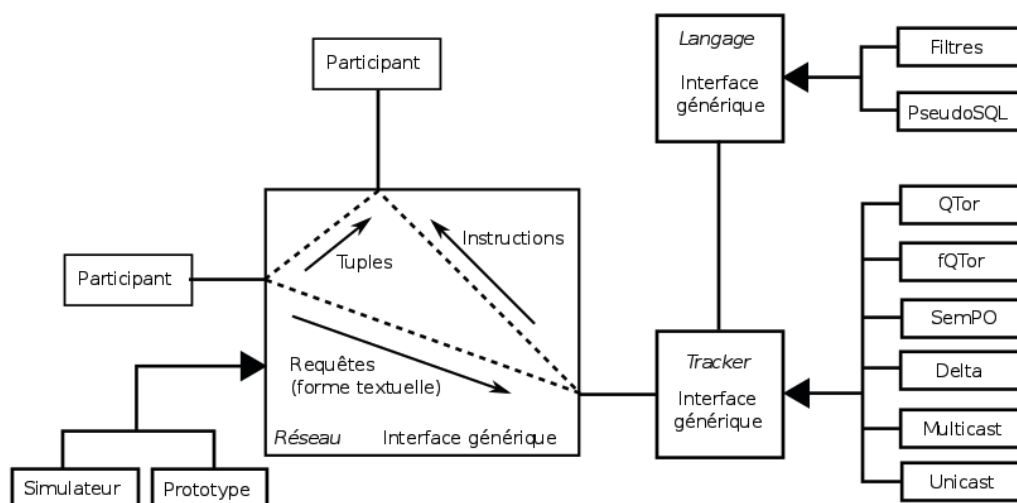 Participant
Langage
Interface
générique
Filtres
PseudoSQL
Participant
Instructions
Tuples
Requêtes
(forme textuelle)
Réseau Interface générique
Tracker
Interface
générique
QTor
fQTor
SemPO
Delta
Multicast
Unicast
Simulateur
Prototype